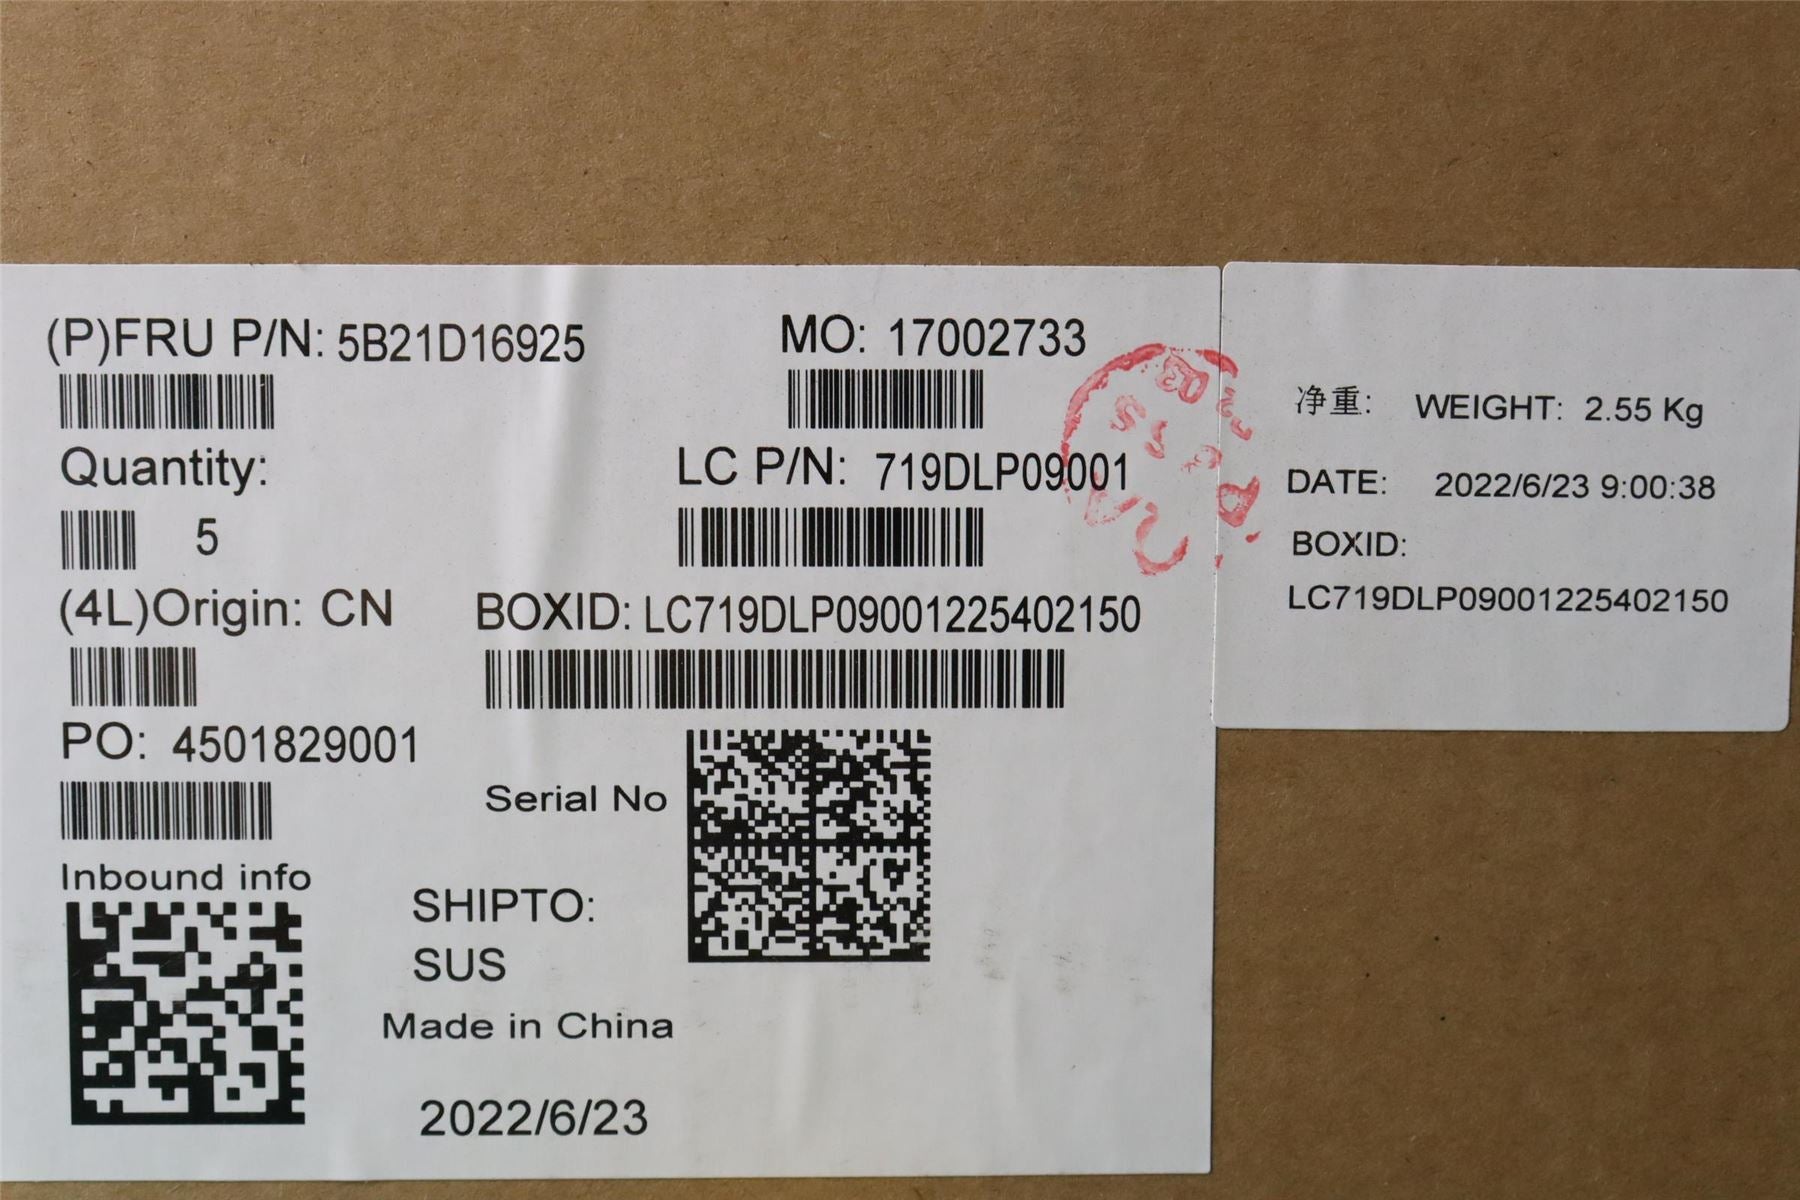 (P)FRU P/N: 5B21D16925
MO: 17002733
Quantity:
5
LC P/N: 719DLP09001
(4L)Origin: CN
BOXID: LC719DLP09001225402150
PO: 4501829001
Serial No
Inbound info
SHIPTO:
SUS
Made in China
2022/6/23
净重: WEIGHT: 2.55 Kg
DATE: 2022/6/23 9:00:38
BOXID:
LC719DLP09001225402150